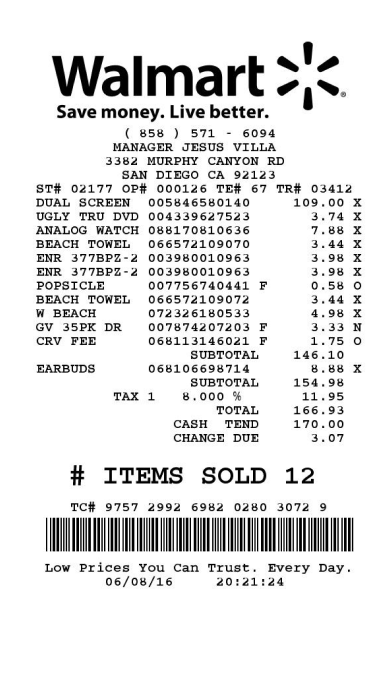 Walmart
Save money. Live better.
( 858 ) 571 - 6094
MANAGER JESUS VILLA
3382 MURPHY CANYON RD
SAN DIEGO CA 92123
ST# 02177 OP# 000126 TE# 67 TR# 03412
DUAL SCREEN 005846580140 109.00 X
UGLY TRU DVD 004339627523 3.74 X
ANALOG WATCH 088170810636 7.88 X
BEACH TOWEL 066572109070 3.44 X
ENR 377BPZ-2 003980010963 3.98 X
ENR 377BPZ-2 003980010963 3.98 X
POPSICLE 007756740441 F 0.58 O
BEACH TOWEL 066572109072 3.44 X
W BEACH 072326180533 4.98 X
GV 35PK DR 007874207203 F 3.33 N
CRV FEE 068113146021 F 1.75 O
SUBTOTAL 146.10
EARBUDS 068106698714 8.88 X
SUBTOTAL 154.98
TAX 1 8.000 % 11.95
TOTAL 166.93
CASH TEND 170.00
CHANGE DUE 3.07
# ITEMS SOLD 12
TC# 9757 2992 6982 0280 3072 9
Low Prices You Can Trust. Every Day.
06/08/16 20:21:24